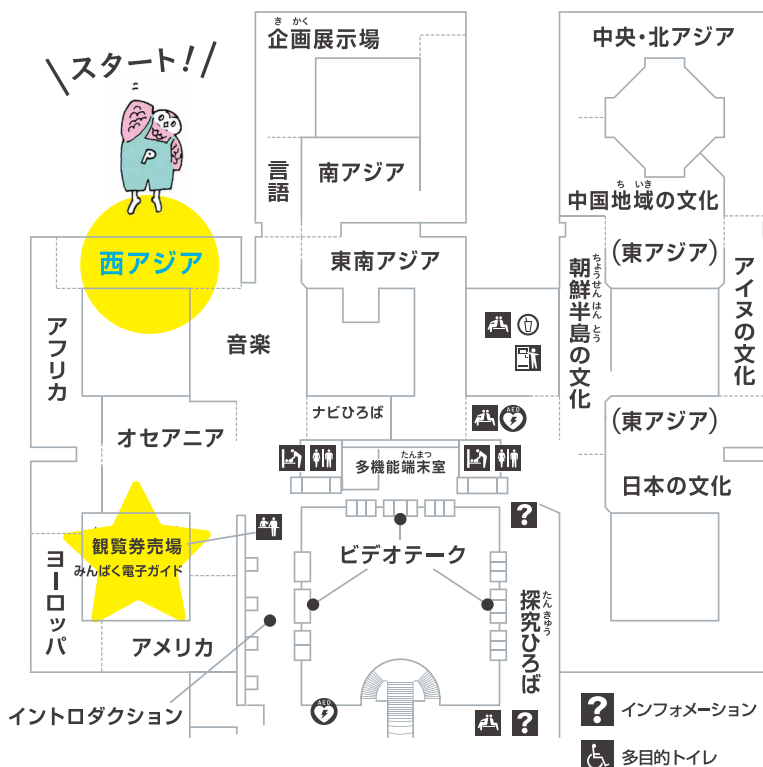 き かく
企画展示場
中央・北アジア
スタート！
P
言語
南アジア
ち いき
中国地域の文化
西アジア
東南アジア
(東アジア)
ちょうせん はん とう
朝鮮半島の文化
アイヌの文化
アフリカ
音楽
ナビひろば
AED
(東アジア)
オセアニア
たんまつ
多機能端末室
日本の文化
?
観覧券売場
みんぱく電子ガイド
ビデオテーク
ヨーロッパ
たん きゅう
探究ひろば
アメリカ
イントロダクション
AED
?
? インフォメーション
多目的トイレ